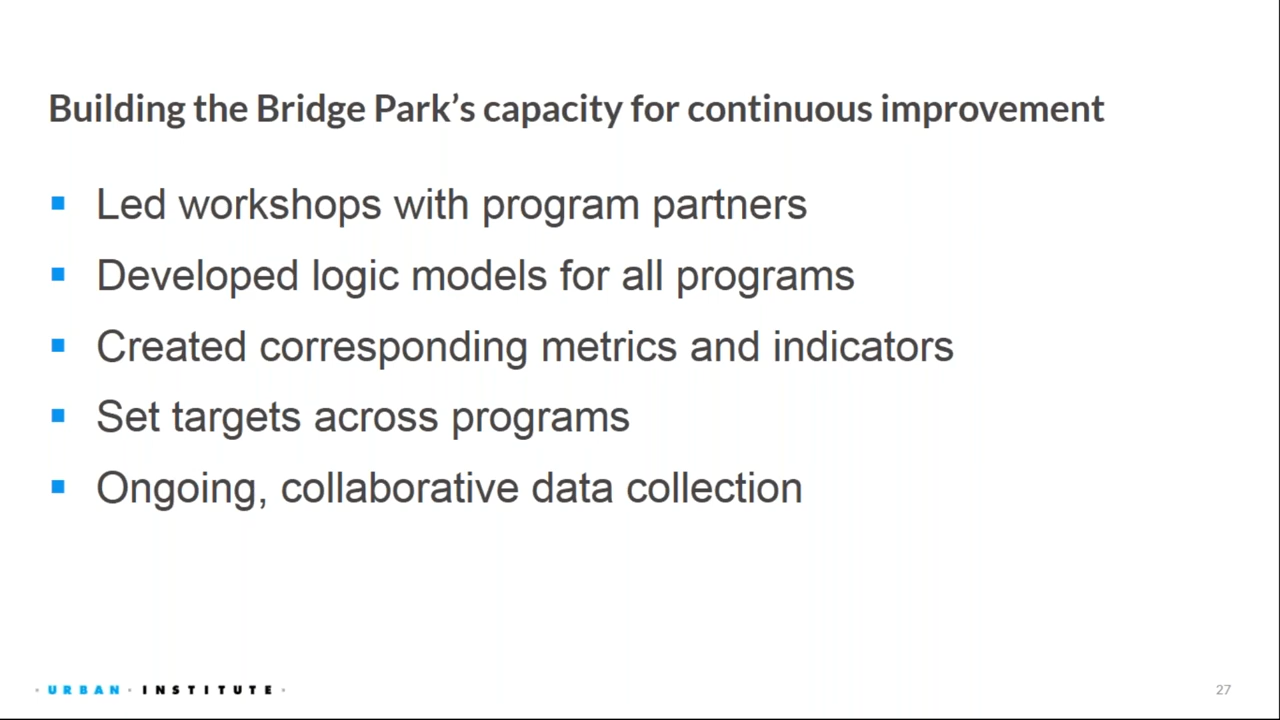 Building the Bridge Park’s capacity for continuous improvement
Led workshops with program partners
Developed logic models for all programs
Created corresponding metrics and indicators
Set targets across programs
Ongoing, collaborative data collection
· URBAN · INSTITUTE ·
27